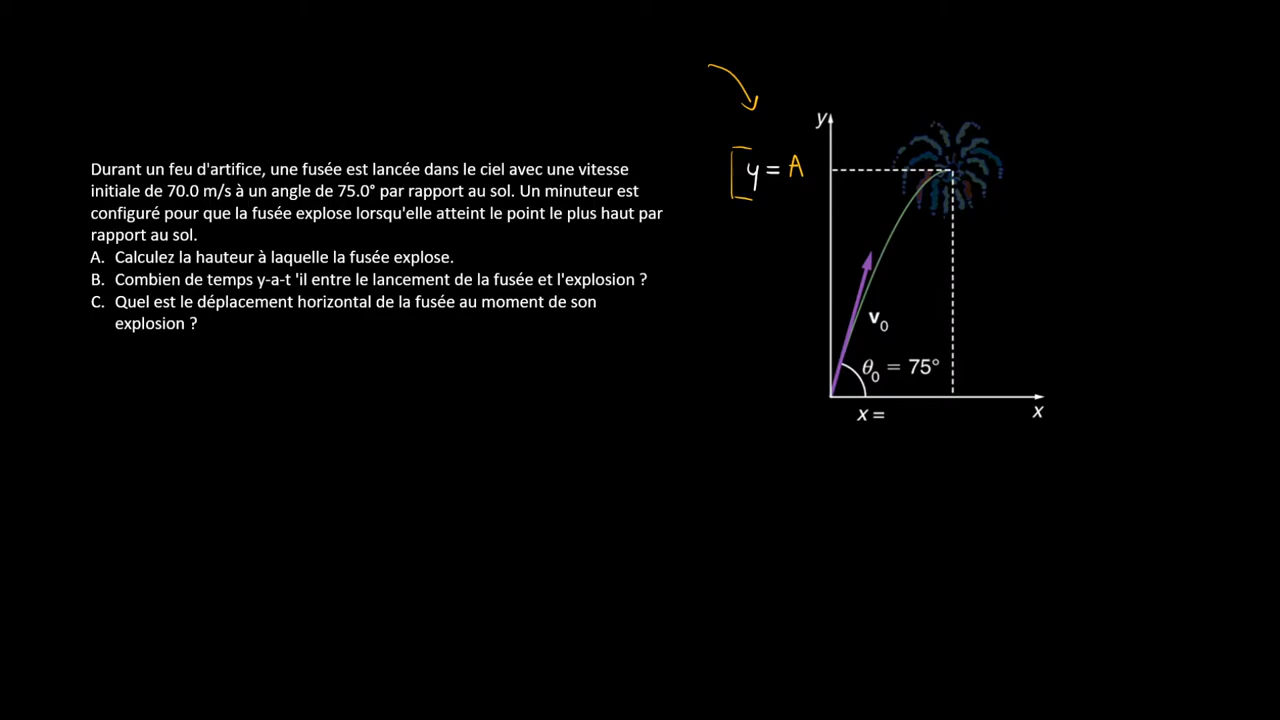 Durant un feu d'artifice, une fusée est lancée dans le ciel avec une vitesse
initiale de 70.0 m/s à un angle de 75.0° par rapport au sol. Un minuteur est
configuré pour que la fusée explose lorsqu'elle atteint le point le plus haut par
rapport au sol.
A. Calculez la hauteur à laquelle la fusée explose.
B. Combien de temps y-a-t 'il entre le lancement de la fusée et l'explosion ?
C. Quel est le déplacement horizontal de la fusée au moment de son
explosion ?
y
y = A
v0
θ0 = 75°
x =
x